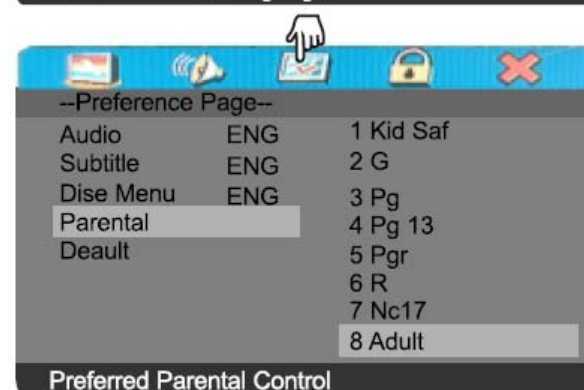 --Preference Page--
Audio ENG
Subtitle ENG
Dise Menu ENG
Parental
Deault
1 Kid Saf
2 G
3 Pg
4 Pg 13
5 Pgr
6 R
7 Nc17
8 Adult
Preferred Parental Control